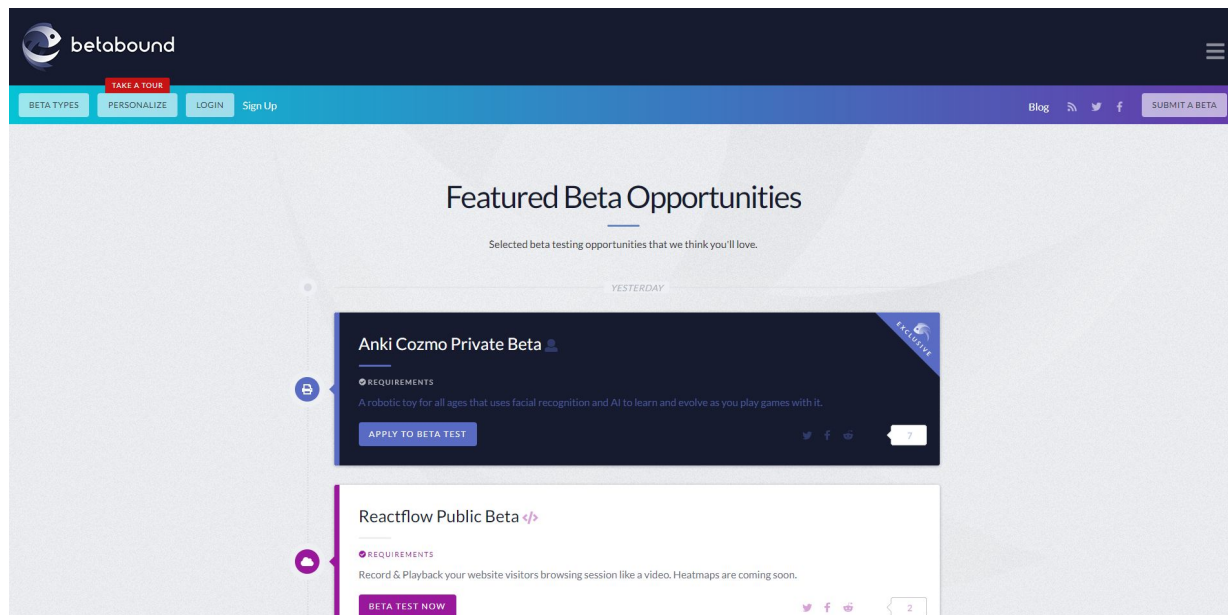 betabound
TAKE A TOUR
BETA TYPES PERSONALIZE LOGIN Sign Up Blog SUBMIT A BETA
Featured Beta Opportunities
Selected beta testing opportunities that we think you'll love.
YESTERDAY
Anki Cozmo Private Beta
EXCLUSIVE
REQUIREMENTS
A robotic toy for all ages that uses facial recognition and AI to learn and evolve as you play games with it.
APPLY TO BETA TEST 7
Reactflow Public Beta </>
REQUIREMENTS
Record & Playback your website visitors browsing session like a video. Heatmaps are coming soon.
BETA TEST NOW 2